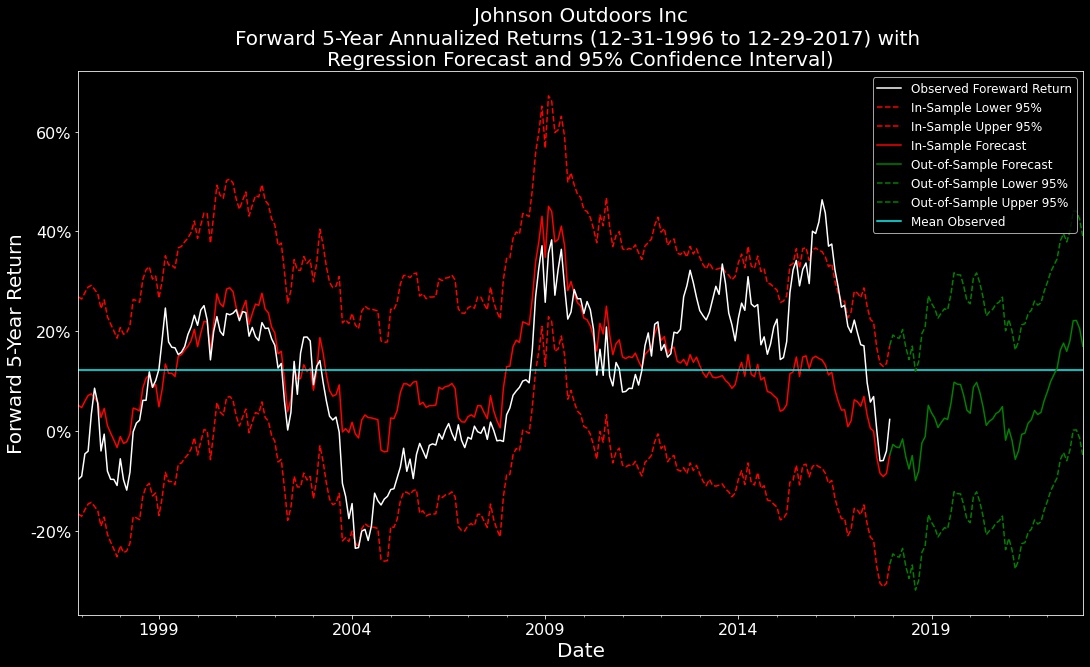 Johnson Outdoors Inc
Forward 5-Year Annualized Returns (12-31-1996 to 12-29-2017) with
Regression Forecast and 95% Confidence Interval)
Observed Foreward Return
In-Sample Lower 95%
In-Sample Upper 95%
In-Sample Forecast
Out-of-Sample Forecast
Out-of-Sample Lower 95%
Out-of-Sample Upper 95%
Mean Observed
Forward 5-Year Return
60%
40%
20%
0%
-20%
1999
2004
2009
2014
2019
Date